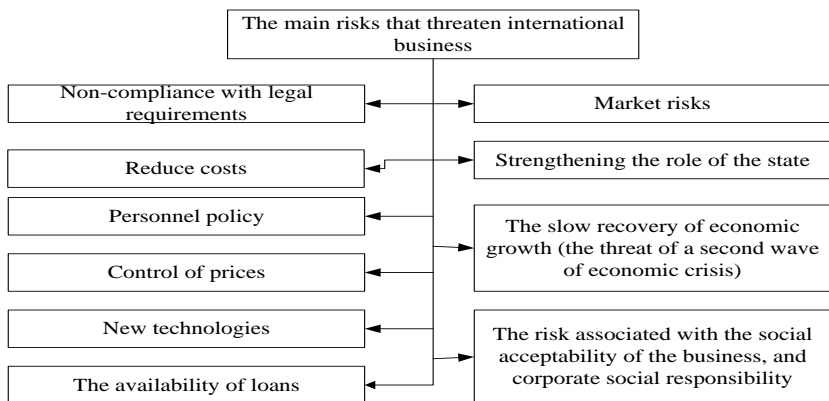 The main risks that threaten international
business
Non-compliance with legal
requirements
Market risks
Reduce costs
Strengthening the role of the state
Personnel policy
The slow recovery of economic
growth (the threat of a second wave
of economic crisis)
Control of prices
New technologies
The risk associated with the social
acceptability of the business, and
corporate social responsibility
The availability of loans